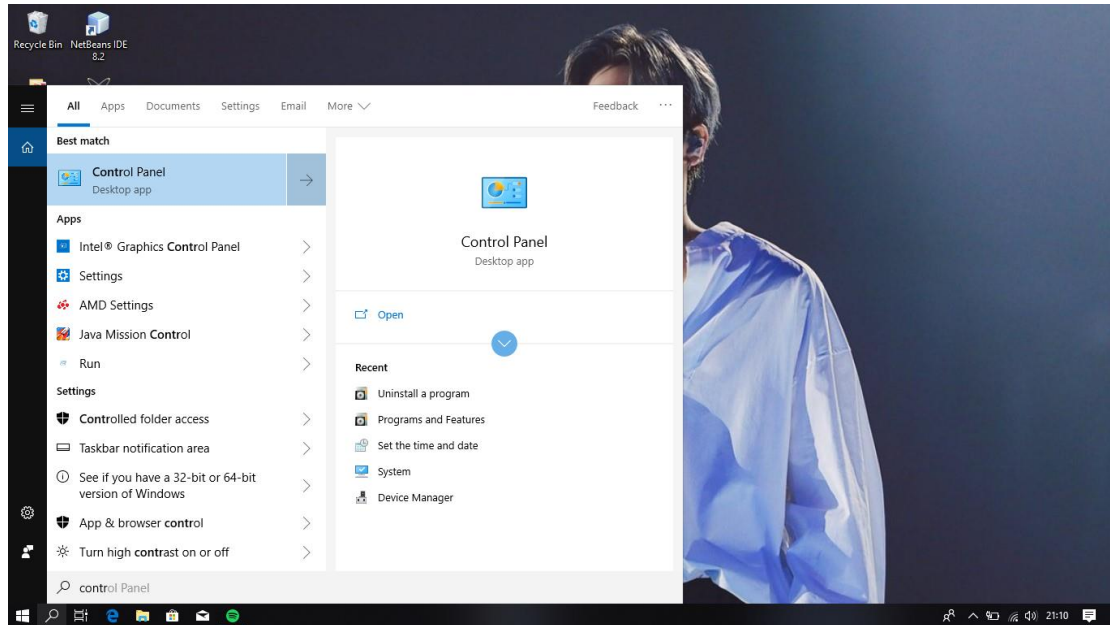 Recycle Bin
NetBeans IDE
8.2
All Apps Documents Settings Email More Feedback ...
Best match
Control Panel
Desktop app
Apps
Intel® Graphics Control Panel
Settings
AMD Settings
Java Mission Control
Run
Settings
Controlled folder access
Taskbar notification area
See if you have a 32-bit or 64-bit
version of Windows
App & browser control
Turn high contrast on or off
control Panel
Control Panel
Desktop app
Open
Recent
Uninstall a program
Programs and Features
Set the time and date
System
Device Manager
21:10